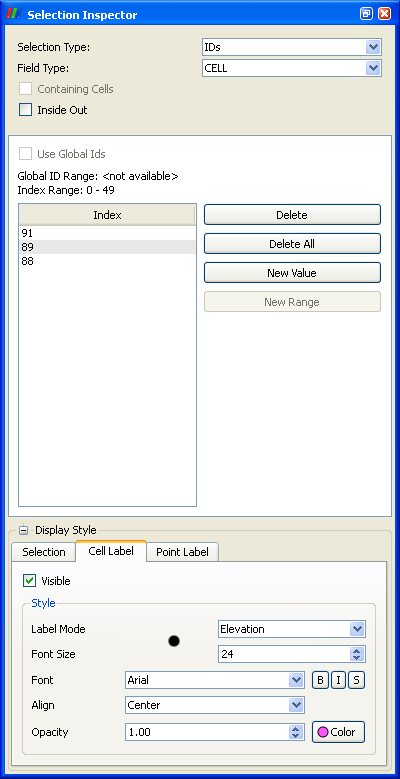 Selection Inspector
Selection Type: IDs
Field Type: CELL
Containing Cells
Inside Out
Use Global Ids
Global ID Range: <not available>
Index Range: 0 - 49
Index
91
89
88
Delete
Delete All
New Value
New Range
Display Style
Selection Cell Label Point Label
Visible
Style
Label Mode Elevation
Font Size 24
Font Arial B I S
Align Center
Opacity 1.00 Color